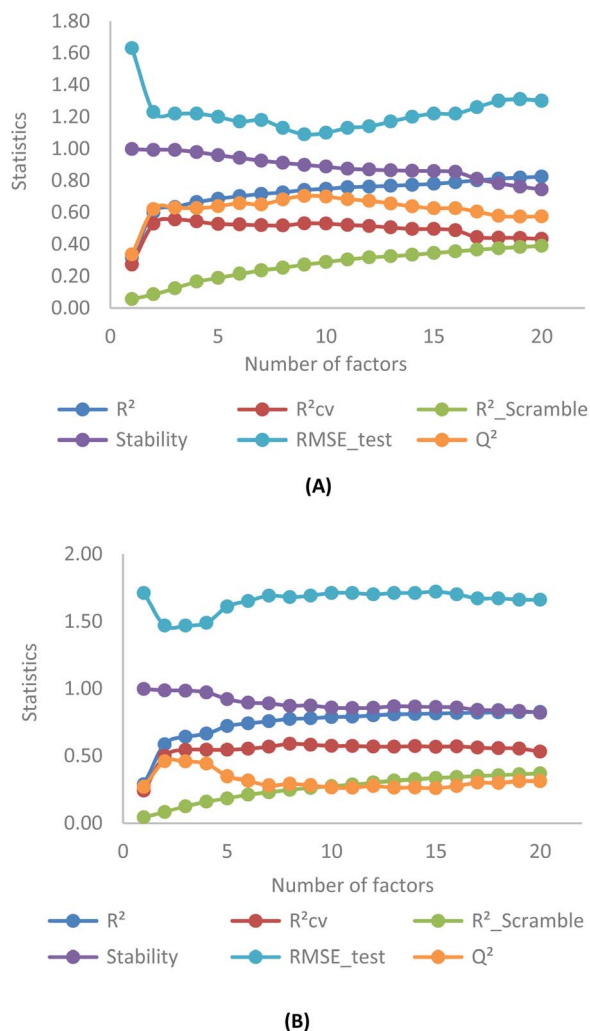 1.80
1.60
1.40
1.20
1.00
0.80
0.60
0.40
0.20
0.00
Statistics
0 5 10 15 20
Number of factors
R² R²cv R²_Scramble
Stability RMSE_test Q²
(A)
2.00
1.50
1.00
0.50
0.00
Statistics
0 5 10 15 20
Number of factors
R² R²cv R²_Scramble
Stability RMSE_test Q²
(B)